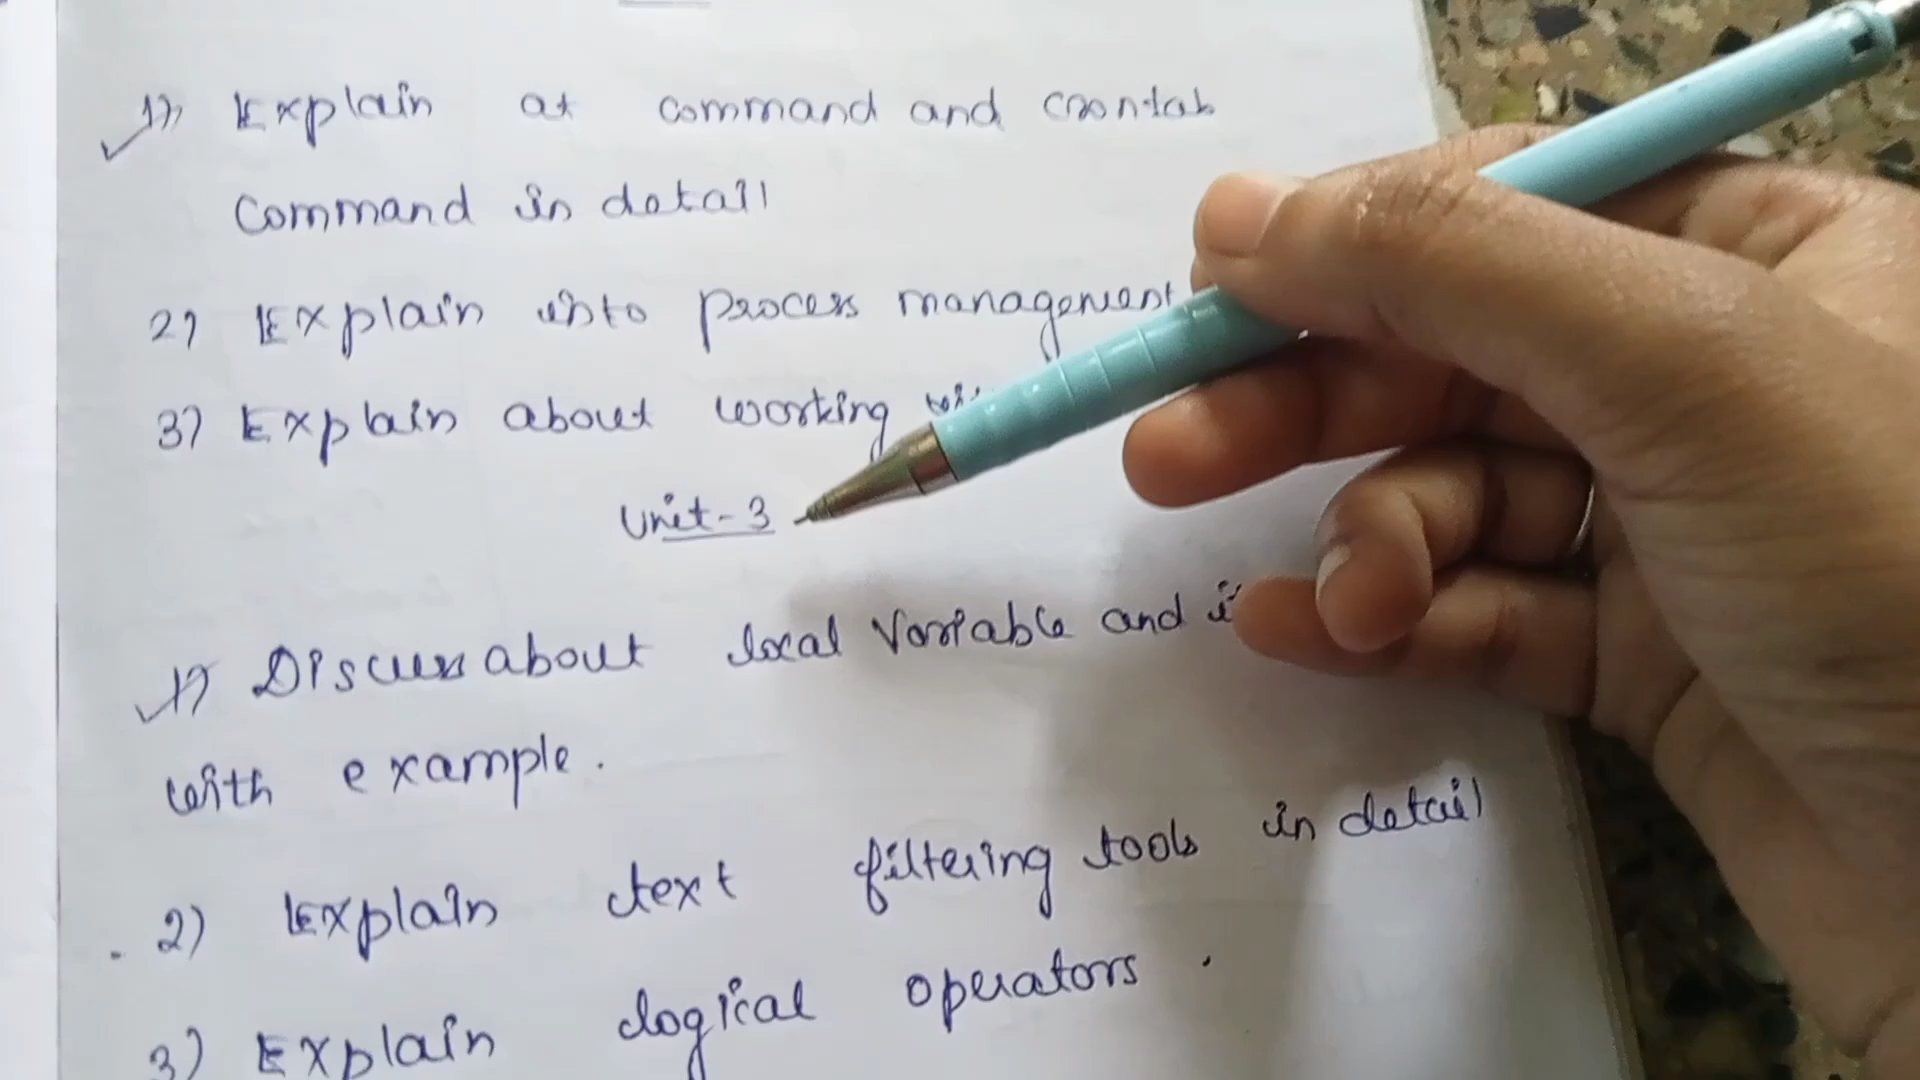 1) Explain at command and crontab
Command in detail
2) Explain into process management
3) Explain about working
Unit-3
1) Discuss about local Variable and
with example.
2) Explain text filtering tools in detail
3) Explain logical operators.